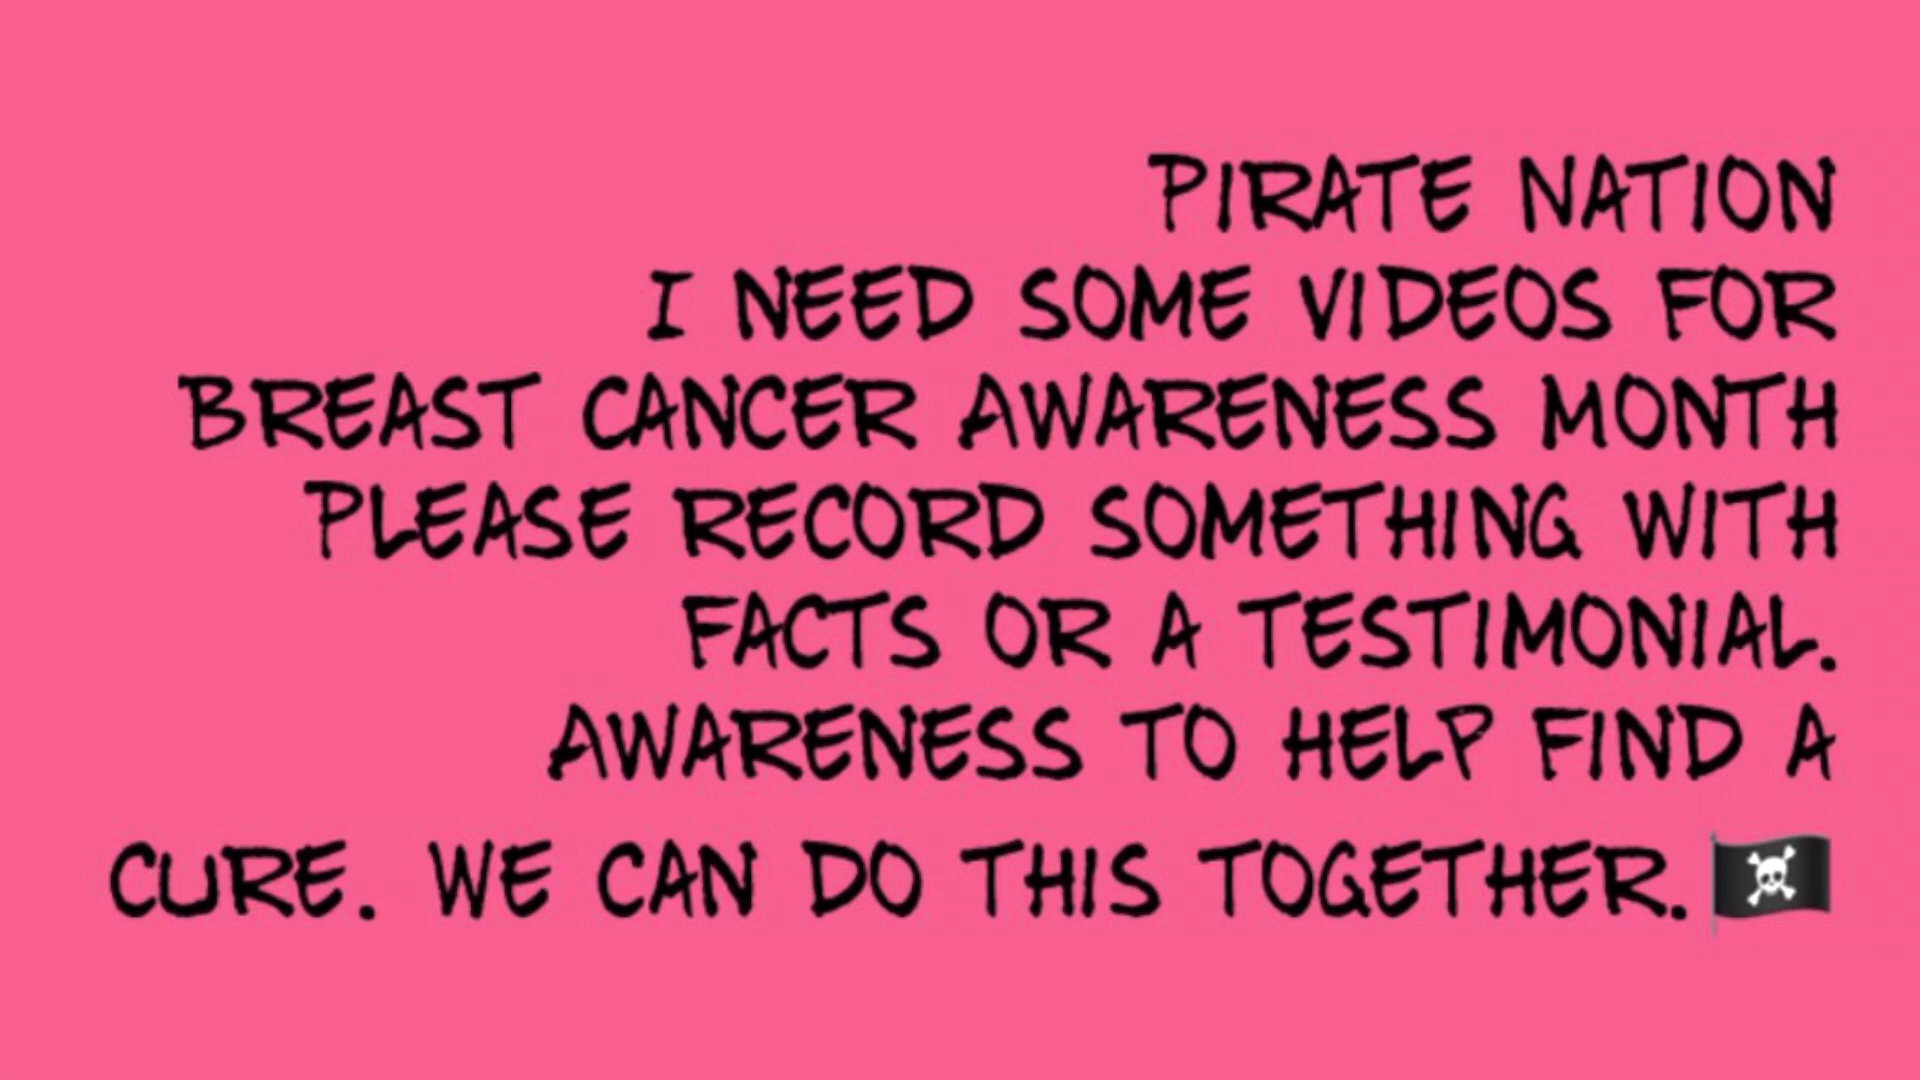 PIRATE NATION
I NEED SOME VIDEOS FOR
BREAST CANCER AWARENESS MONTH
PLEASE RECORD SOMETHING WITH
FACTS OR A TESTIMONIAL.
AWARENESS TO HELP FIND A
CURE. WE CAN DO THIS TOGETHER.🏴‍☠️